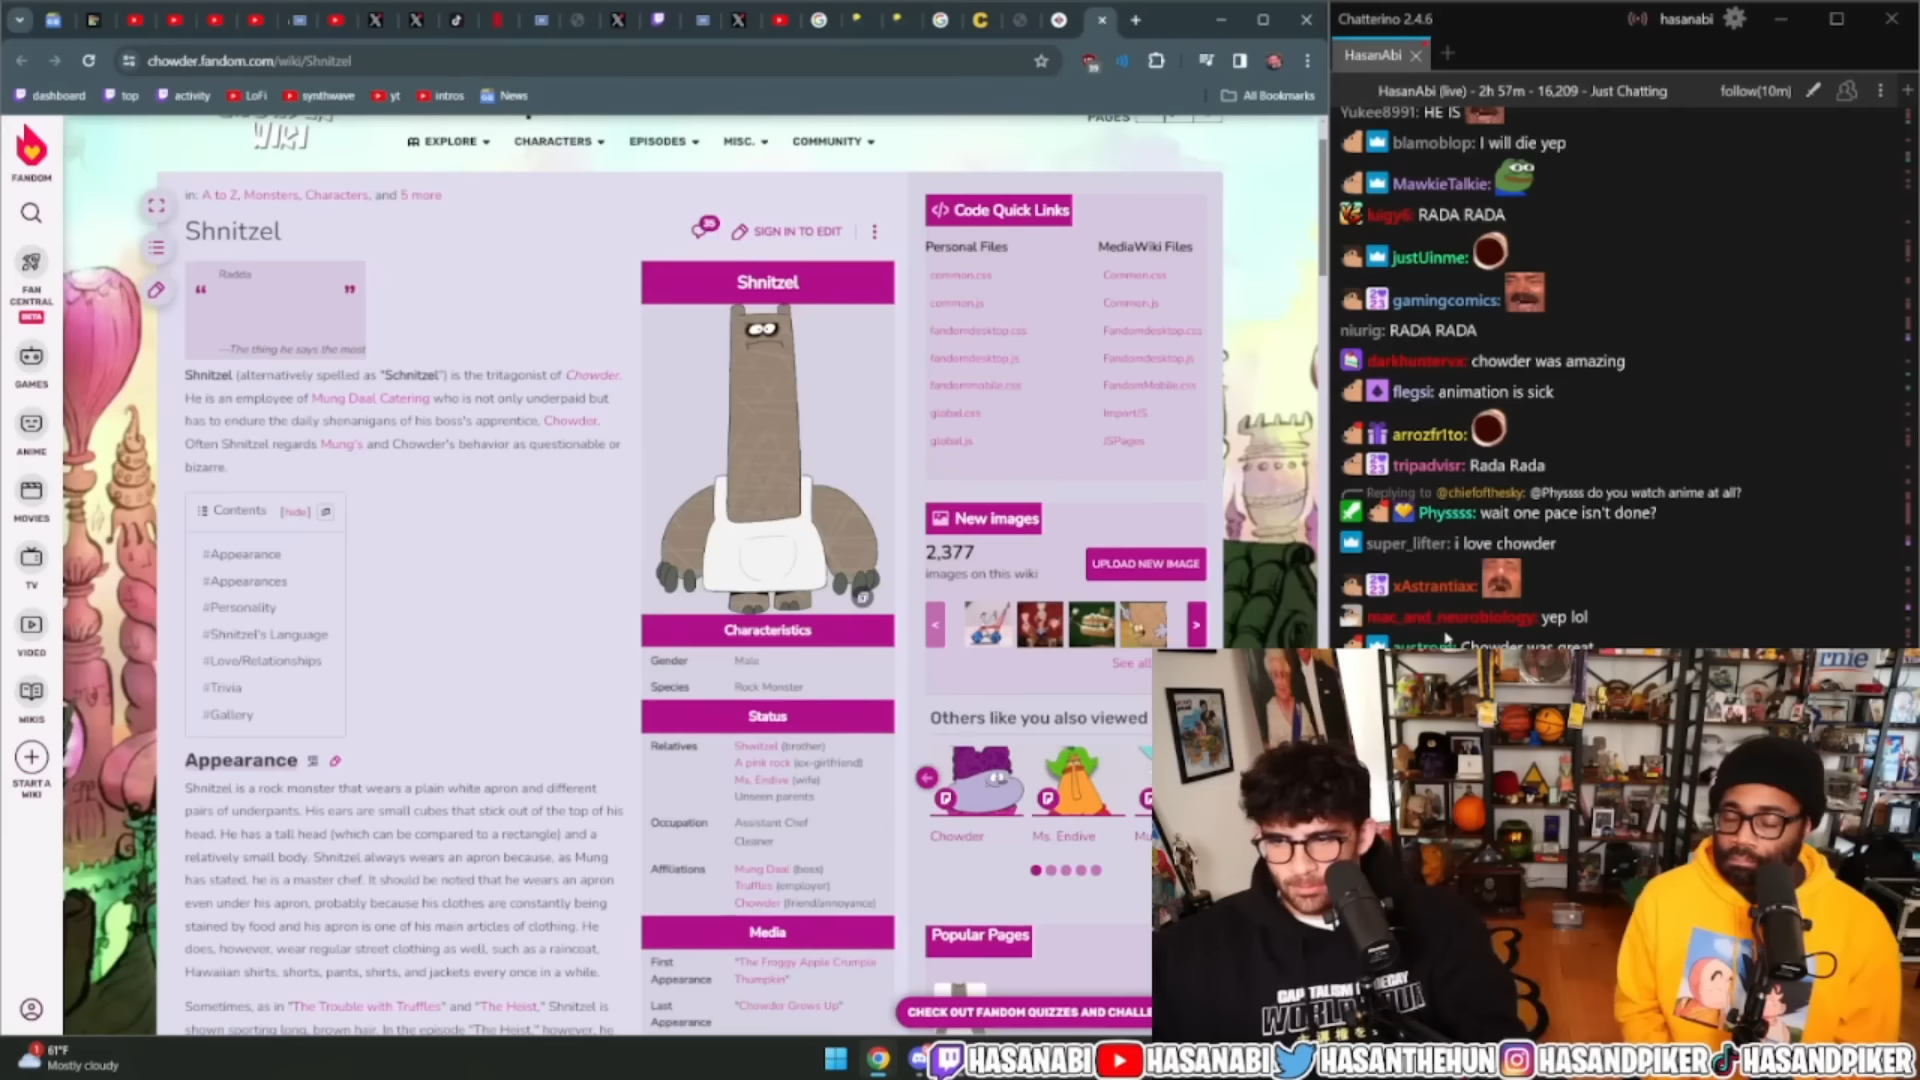 chowder.fandom.com/wiki/Shnitzel
dashboard
top
activity
LoFi
synthwave
yt
intros
News
All Bookmarks
WIKI
EXPLORE
CHARACTERS
EPISODES
MISC.
COMMUNITY
PAGES
FANDOM
FAN CENTRAL
BETA
GAMES
ANIME
MOVIES
TV
VIDEO
WIKIS
START A WIKI
in: A to Z, Monsters, Characters, and 5 more
Shnitzel
35
SIGN IN TO EDIT
Radda
—The thing he says the most
Shnitzel (alternatively spelled as "Schnitzel") is the tritagonist of Chowder.
He is an employee of Mung Daal Catering who is not only underpaid but
has to endure the daily shenanigans of his boss's apprentice, Chowder.
Often Shnitzel regards Mung's and Chowder's behavior as questionable or
bizarre.
Contents [hide]
#Appearance
#Appearances
#Personality
#Shnitzel's Language
#Love/Relationships
#Trivia
#Gallery
Appearance
Shnitzel is a rock monster that wears a plain white apron and different
pairs of underpants. His ears are small cubes that stick out of the top of his
head. He has a tall head (which can be compared to a rectangle) and a
relatively small body. Shnitzel always wears an apron because, as Mung
has stated, he is a master chef. It should be noted that he wears an apron
even under his apron, probably because his clothes are constantly being
stained by food and his apron is one of his main articles of clothing. He
does, however, wear regular street clothing as well, such as a raincoat,
Hawaiian shirts, shorts, pants, shirts, and jackets every once in a while.
Sometimes, as in "The Trouble with Truffles" and "The Heist," Shnitzel is
shown sporting long, brown hair. In the episode "The Heist," however, he
Shnitzel
Characteristics
Gender Male
Species Rock Monster
Status
Relatives Shwitzel (brother)
A pink rock (ex-girlfriend)
Ms. Endive (wife)
Unseen parents
Occupation Assistant Chef
Cleaner
Affiliations Mung Daal (boss)
Truffles (employer)
Chowder (friend/annoyance)
Media
First Appearance "The Froggy Apple Crumple Thumpkin"
Last Appearance "Chowder Grows Up"
Code Quick Links
Personal Files MediaWiki Files
common.css Common.css
common.js Common.js
fandomdesktop.css Fandomdesktop.css
fandomdesktop.js Fandomdesktop.js
fandommobile.css FandomMobile.css
global.css ImportJS
global.js JSPages
New images
2,377
images on this wiki
UPLOAD NEW IMAGE
See all
Others like you also viewed
Chowder
Ms. Endive
Mu
Popular Pages
CHECK OUT FANDOM QUIZZES AND CHALLE
Chatterino 2.4.6
hasanabi
HasanAbi
HasanAbi (live) - 2h 57m - 16,209 - Just Chatting
follow(10m)
Yukee8991: HE IS
blamoblop: I will die yep
MawkieTalkie:
luigy6: RADA RADA
justUinme:
gamingcomics:
niurig: RADA RADA
darkhuntervx: chowder was amazing
flegsi: animation is sick
arrozfr1to:
tripadvisr: Rada Rada
Replying to @chiefofthesky: @Physsss do you watch anime at all?
Physsss: wait one pace isn't done?
super_lifter: i love chowder
xAstrantiax:
mac_and_neurobiology: yep lol
Chowder was great
rnie
61°F
Mostly cloudy
HASANABI
HASANABI
HASANTHEHUN
HASANDPIKER
HASANDPIKER